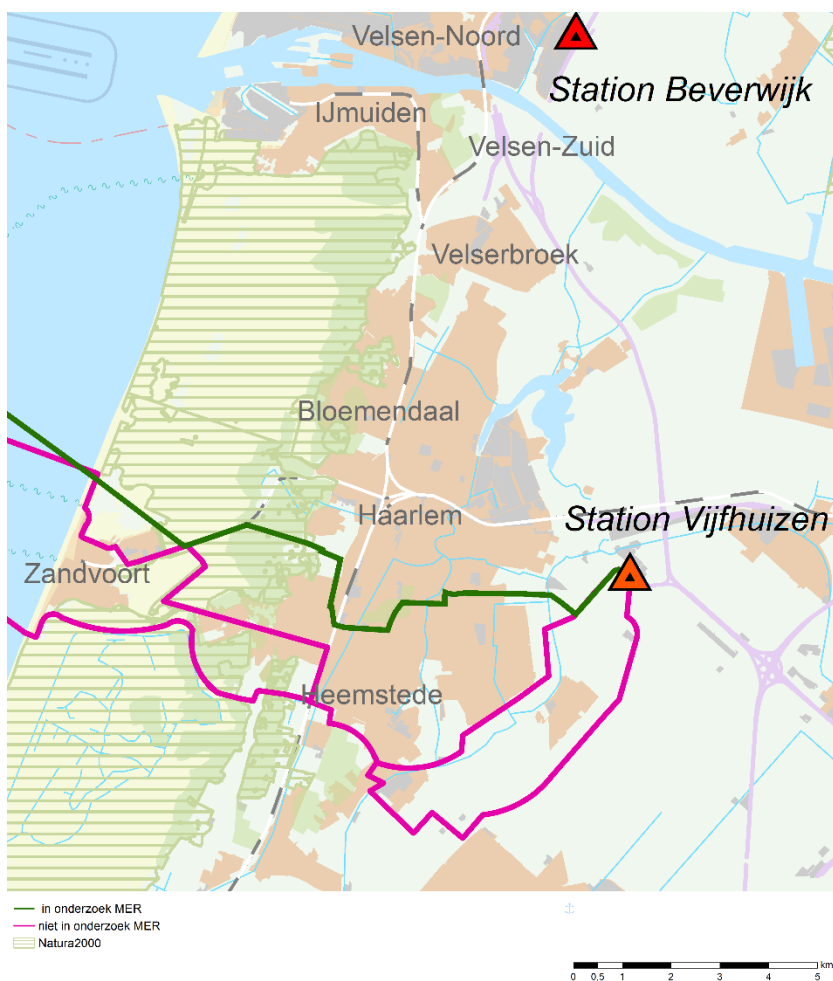 Velsen-Noord
Station Beverwijk
IJmuiden
Velsen-Zuid
Velserbroek
Bloemendaal
Haarlem
Station Vijfhuizen
Zandvoort
Heemstede
in onderzoek MER
niet in onderzoek MER
Natura2000
km
0 0.5 1 2 3 4 5